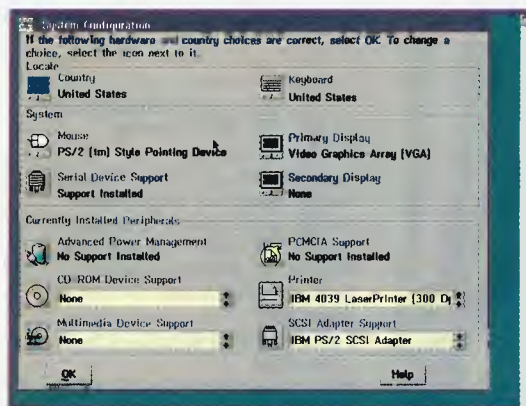 System Configuration
If the following hardware and country choices are correct, select OK. To change a
choice, select the icon next to it.
Locale
Country
United States
Keyboard
United States
System
Mouse
PS/2 (tm) Style Pointing Device
Primary Display
Video Graphics Array (VGA)
Serial Device Support
Support Installed
Secondary Display
None
Currently Installed Peripherals
Advanced Power Management
No Support Installed
PCMCIA Support
No Support Installed
CD-ROM Device Support
None
Printer
IBM 4039 LaserPrinter (300 D
Multimedia Device Support
None
SCSI Adapter Support
IBM PS/2 SCSI Adapter
OK
Help